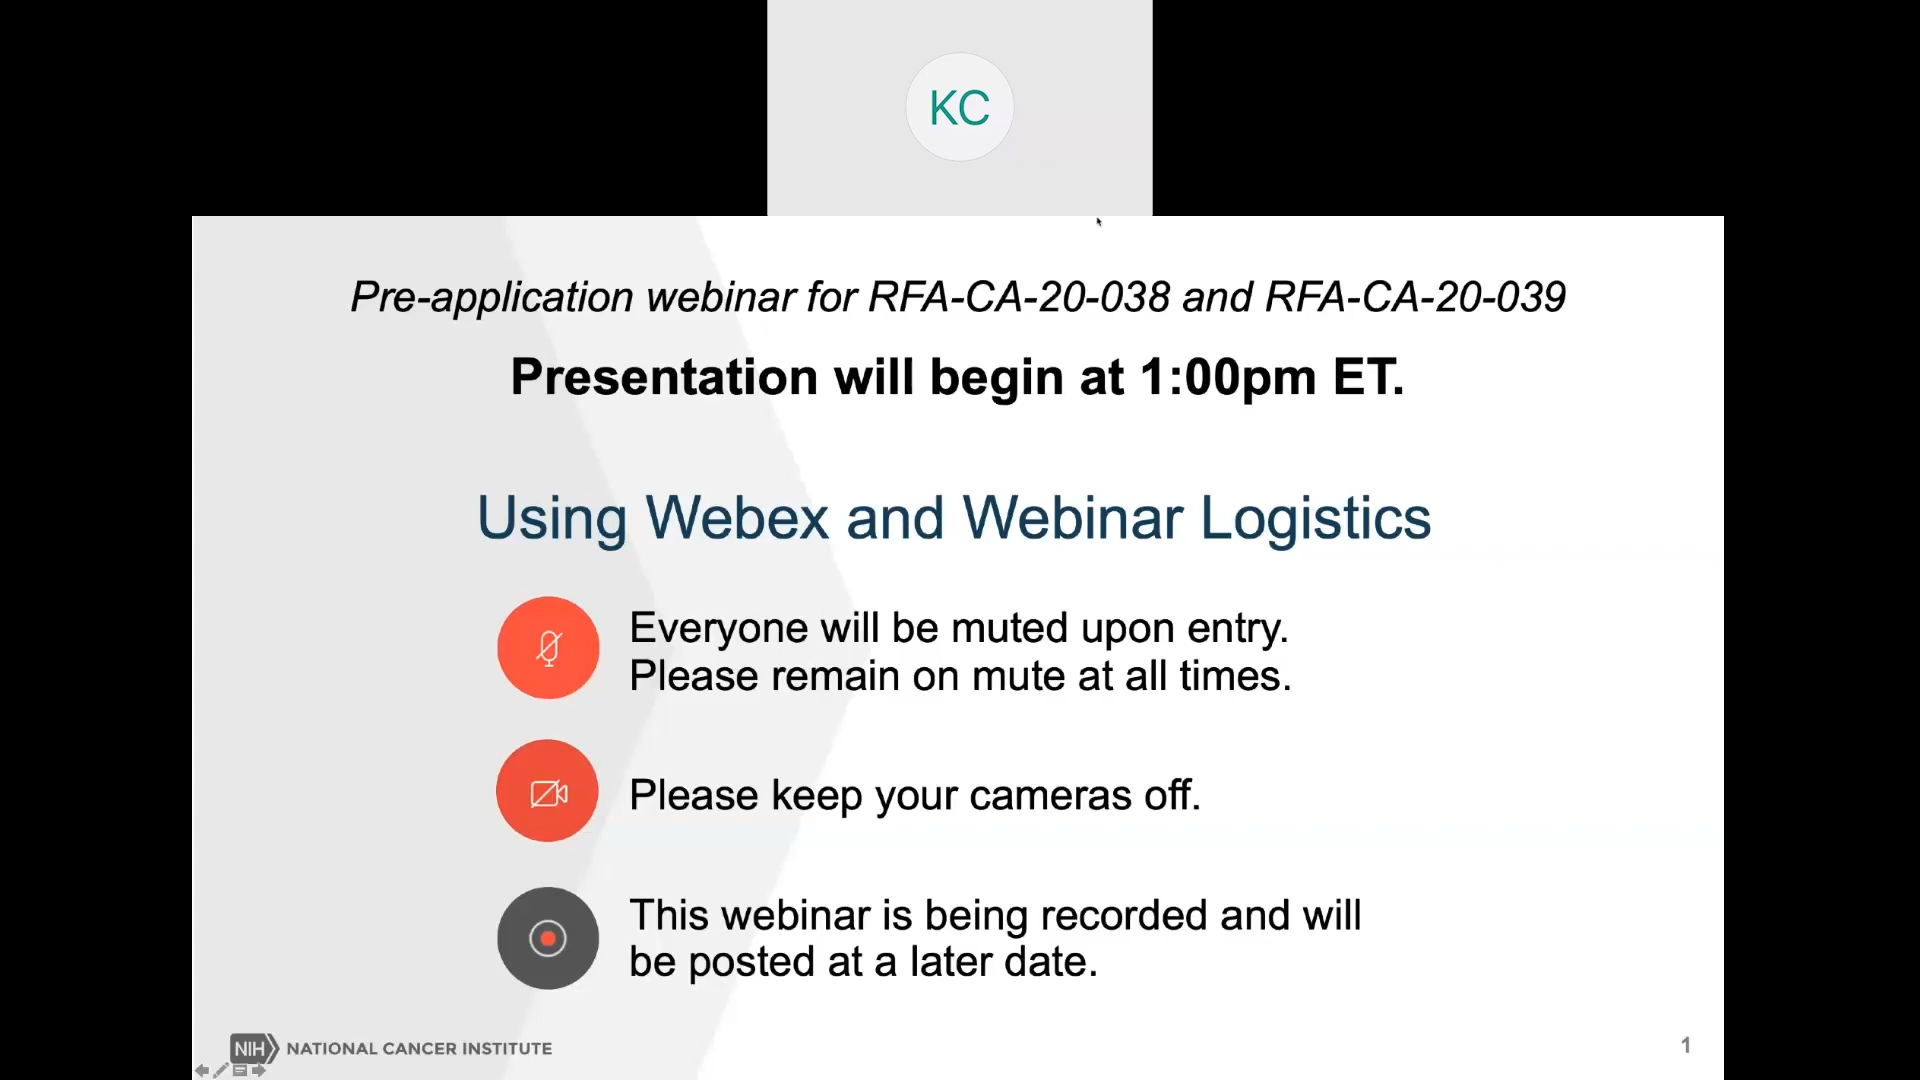 KC
Pre-application webinar for RFA-CA-20-038 and RFA-CA-20-039
Presentation will begin at 1:00pm ET.
Using Webex and Webinar Logistics
Everyone will be muted upon entry.
Please remain on mute at all times.
Please keep your cameras off.
This webinar is being recorded and will
be posted at a later date.
NIH NATIONAL CANCER INSTITUTE
1